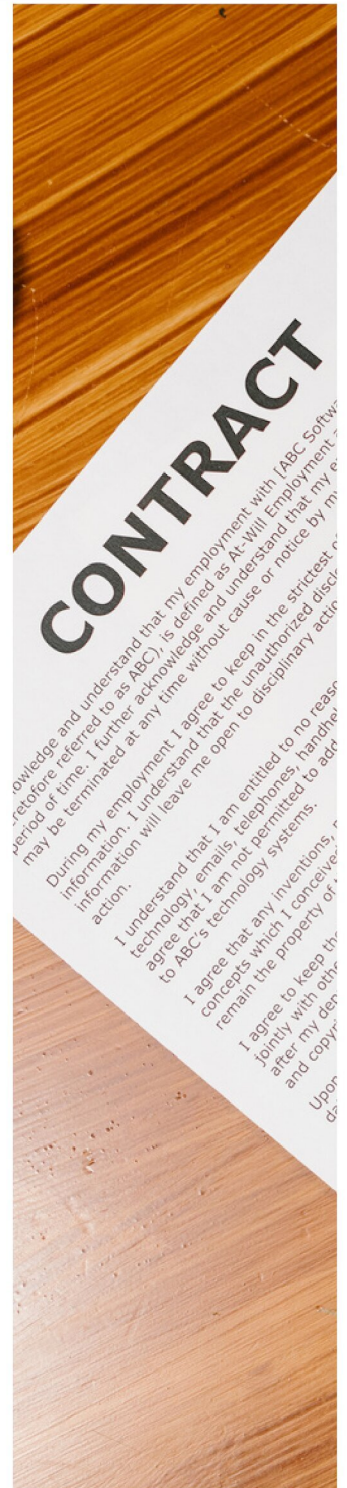 CONTRACT
owledge and understand that my employment with [ABC Softwa
retofore referred to as ABC), is defined as At-Will Employment a
period of time. I further acknowledge and understand that my e
may be terminated at any time without cause or notice by m
During my employment I agree to keep in the strictest o
information. I understand that the unauthorized discl
information will leave me open to disciplinary actio
action.
I understand that I am entitled to no reas
technology, emails, telephones, handhe
agree that I am not permitted to add
to ABC's technology systems.
I agree that any inventions,
concepts which I conceive
remain the property of
I agree to keep the
jointly with othe
after my den
and copyri
Upon
da